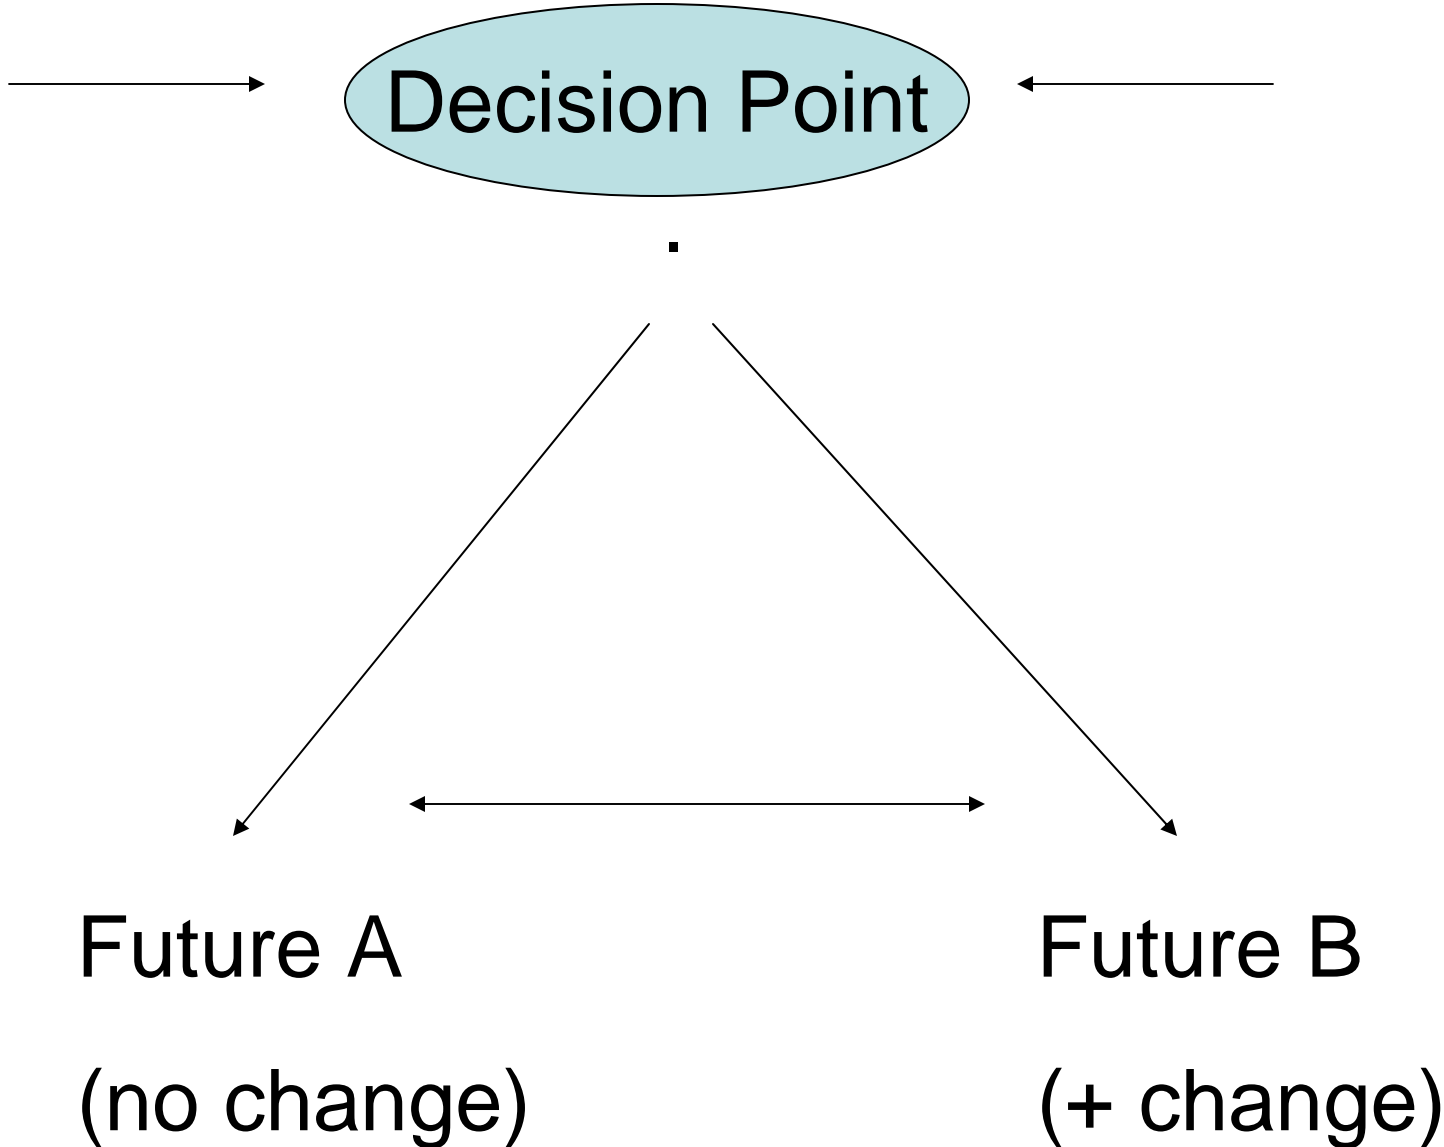 Decision Point
.
Future A
Future B
(no change)
(+ change)